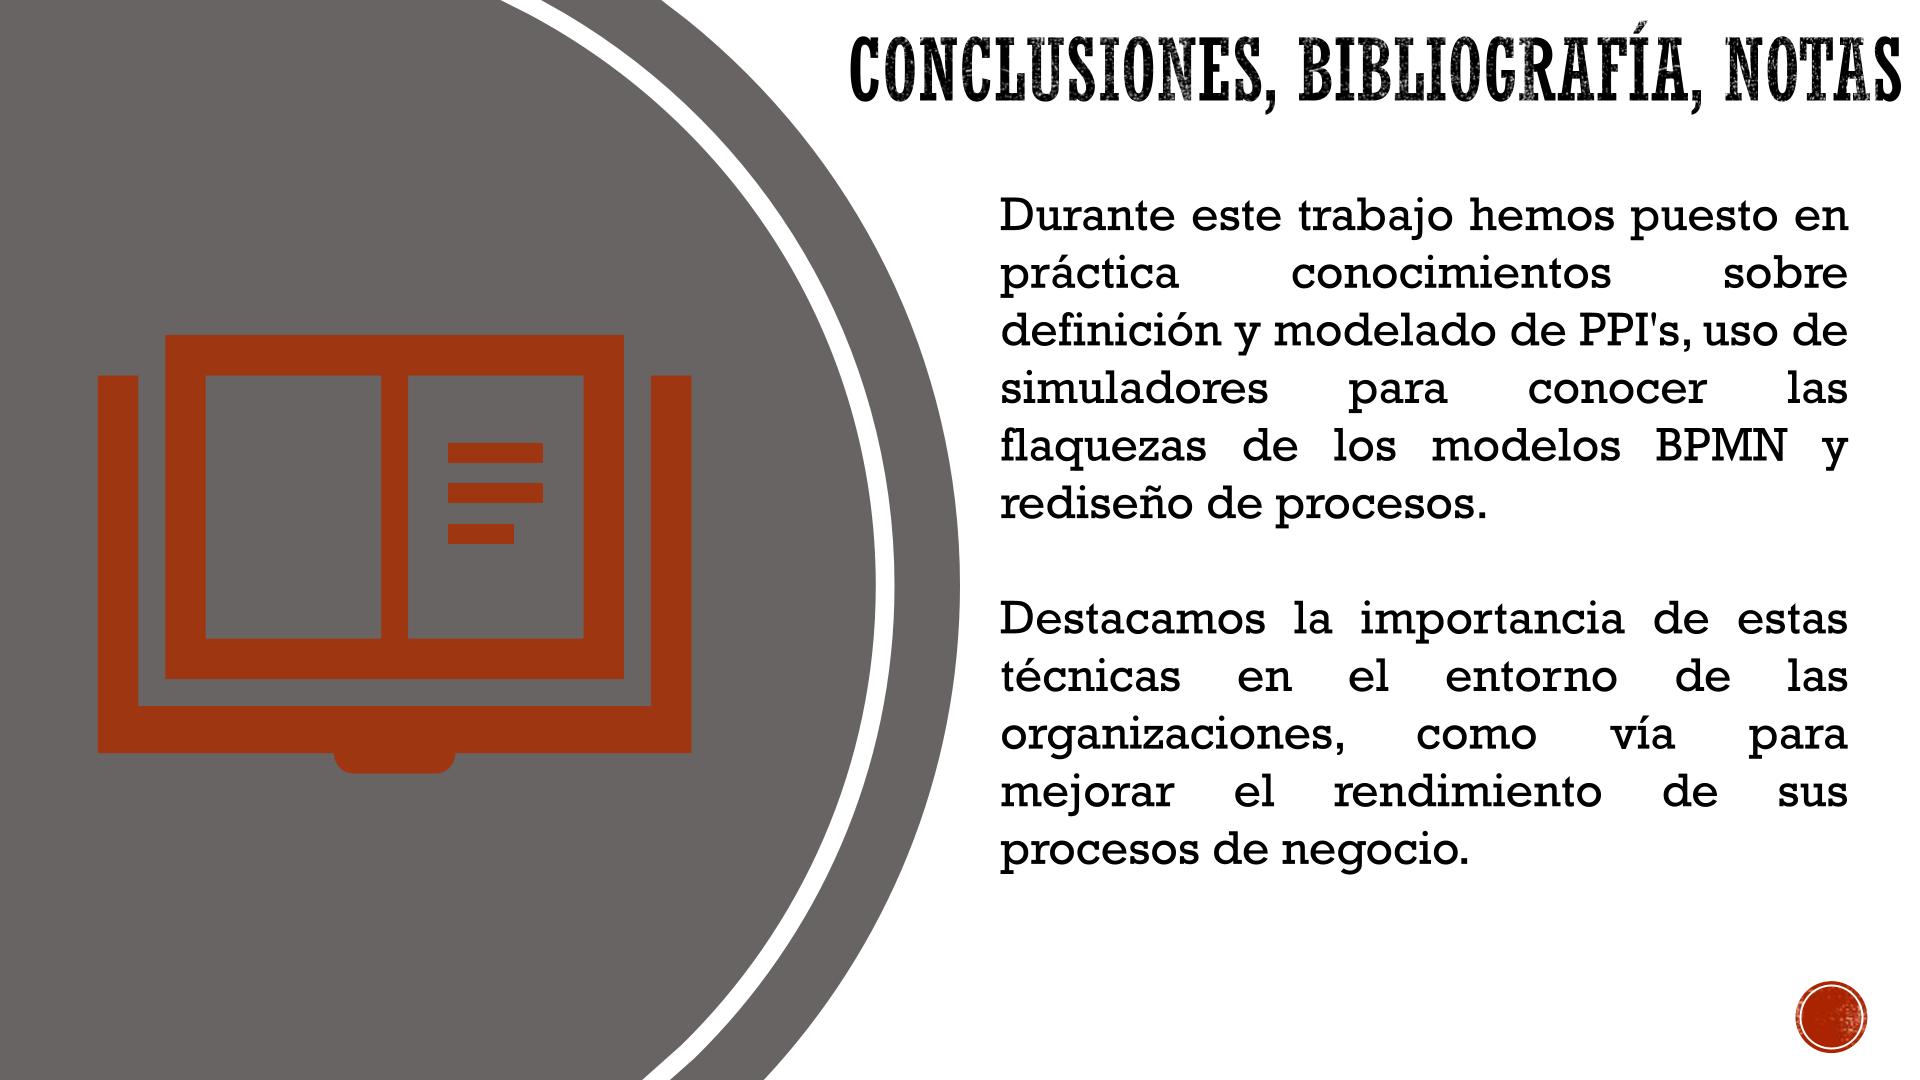 CONCLUSIONES, BIBLIOGRAFÍA, NOTAS
Durante este trabajo hemos puesto en
práctica conocimientos sobre
definición y modelado de PPI's, uso de
simuladores para conocer las
flaquezas de los modelos BPMN y
rediseño de procesos.
Destacamos la importancia de estas
técnicas en el entorno de las
organizaciones, como vía para
mejorar el rendimiento de sus
procesos de negocio.